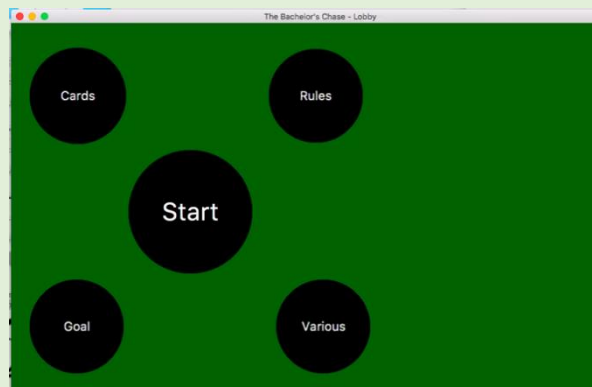 The Bachelor's Chase - Lobby
Cards
Rules
Start
Goal
Various